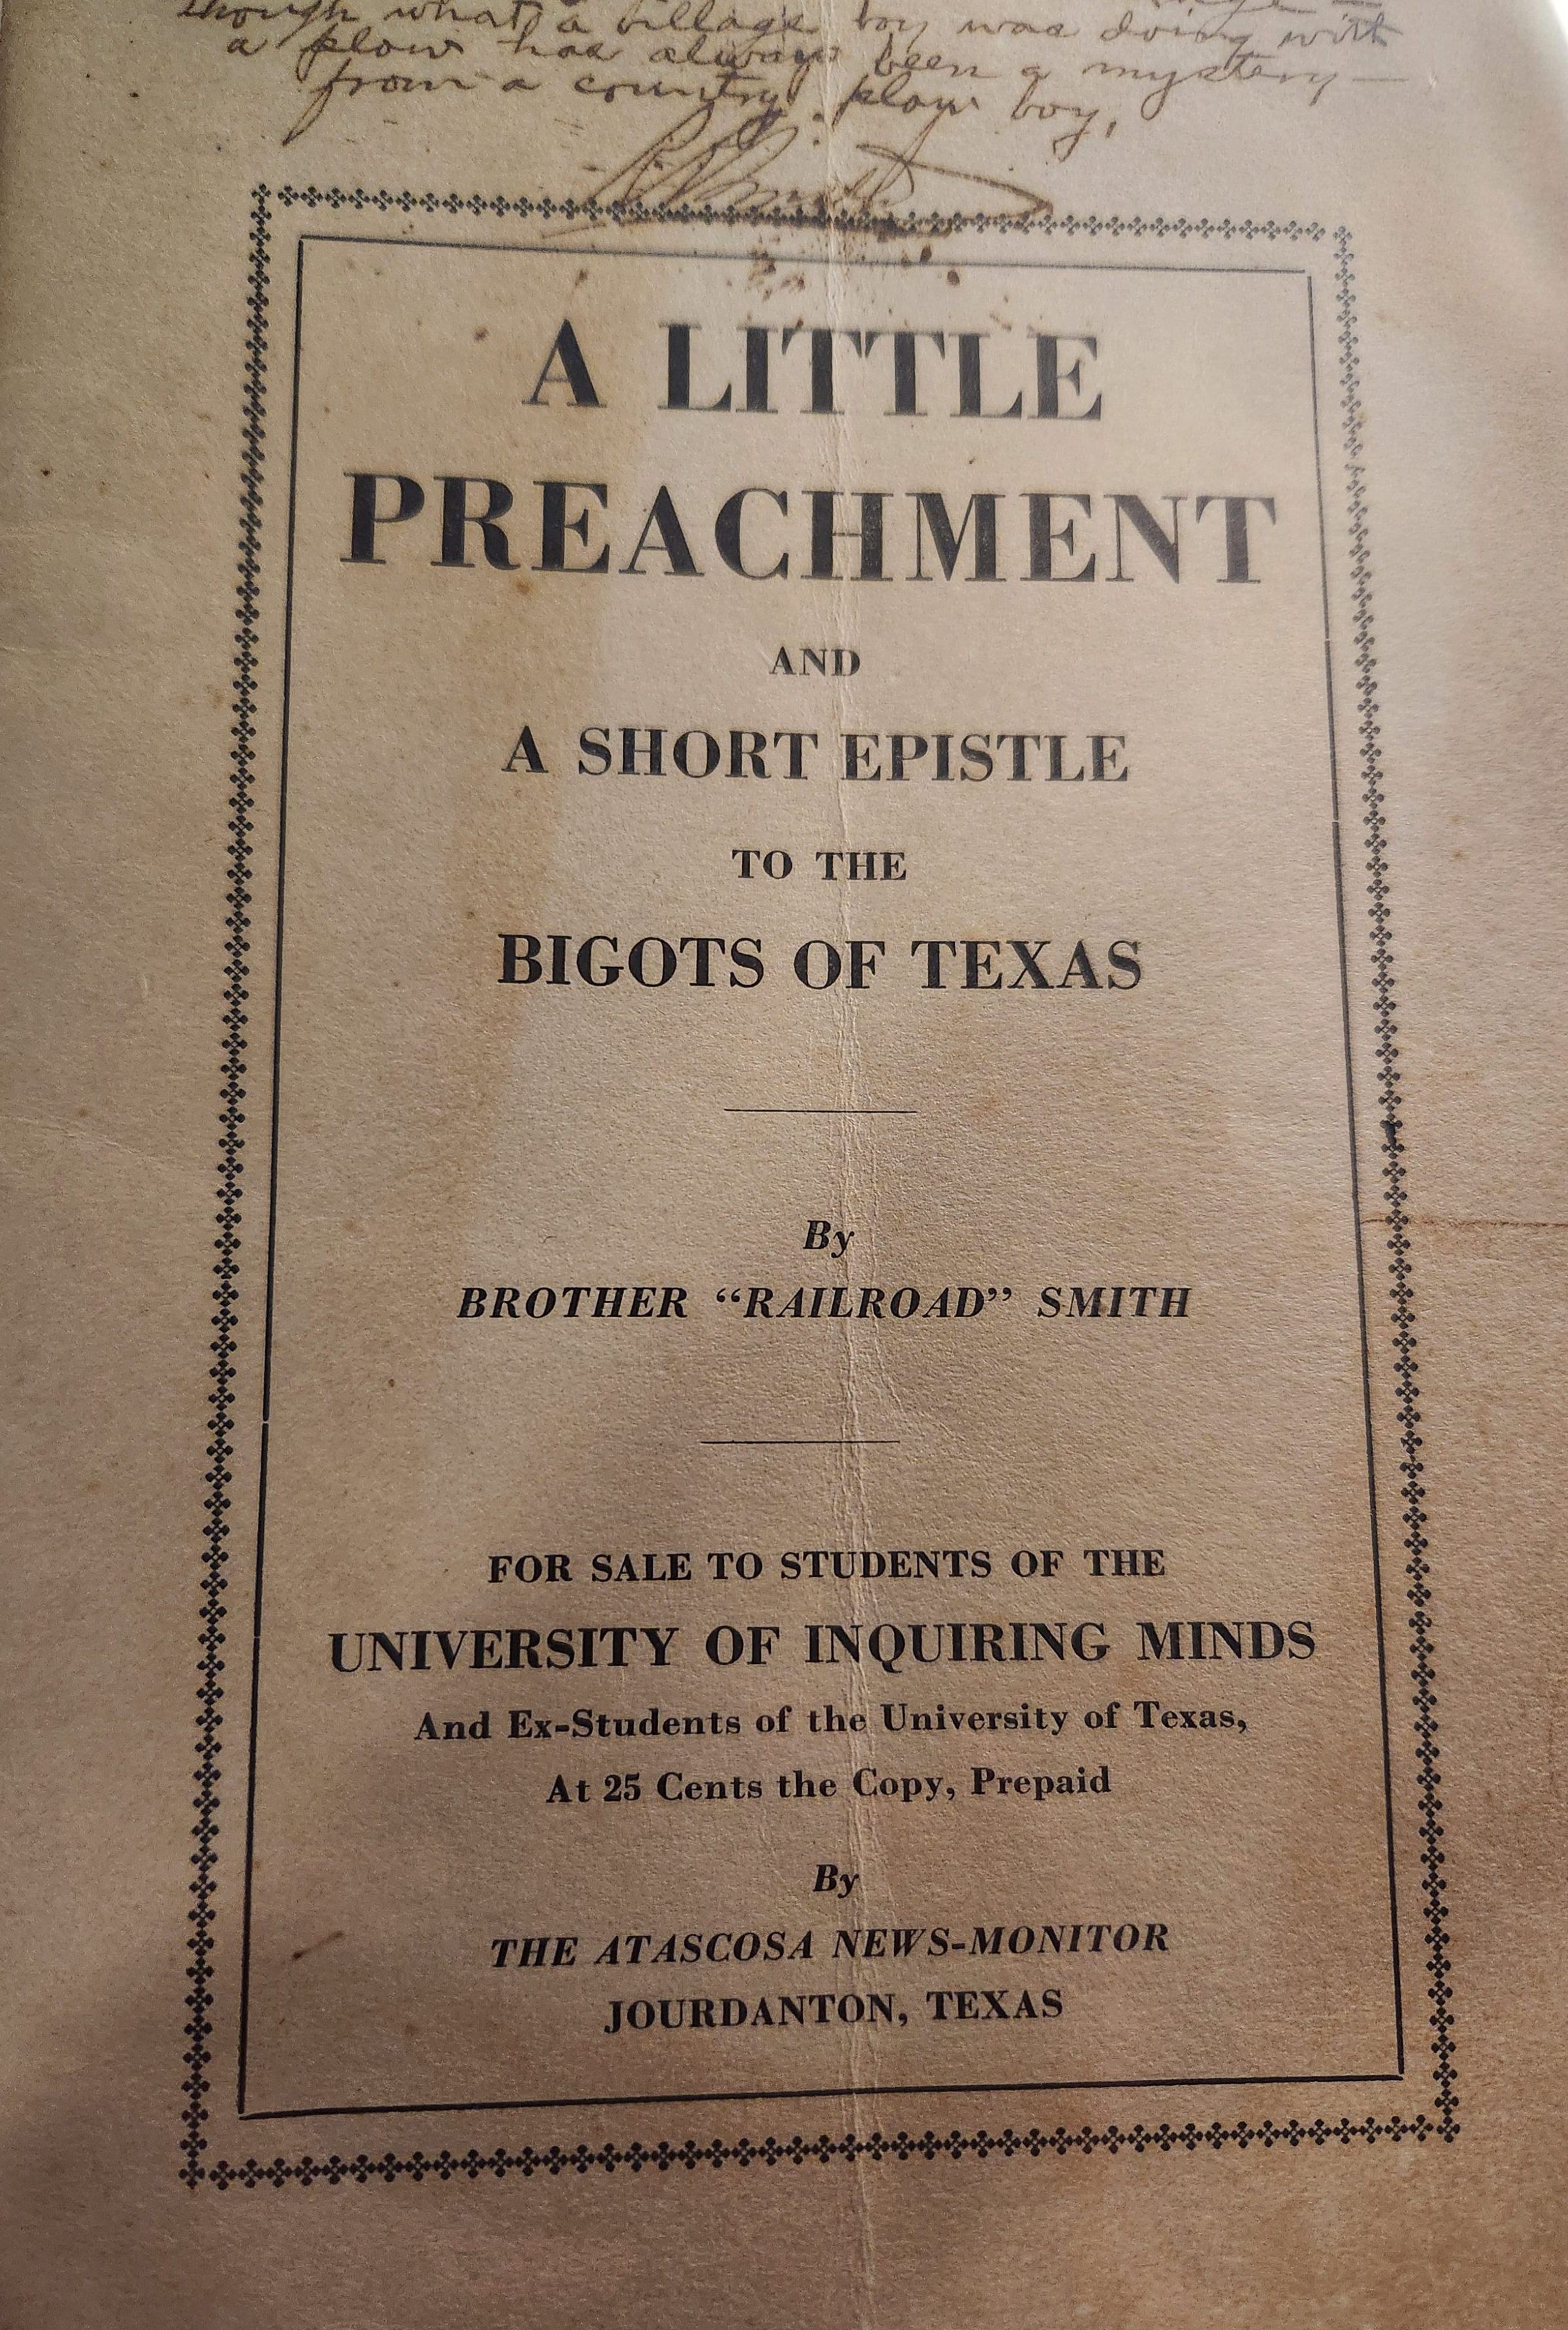 though what a village boy was doing with
a plow has always been a mystery—
from a country plow boy,
A LITTLE
PREACHMENT
AND
A SHORT EPISTLE
TO THE
BIGOTS OF TEXAS
By
BROTHER “RAILROAD” SMITH
FOR SALE TO STUDENTS OF THE
UNIVERSITY OF INQUIRING MINDS
And Ex-Students of the University of Texas,
At 25 Cents the Copy, Prepaid
By
THE ATASCOSA NEWS-MONITOR
JOURDANTON, TEXAS